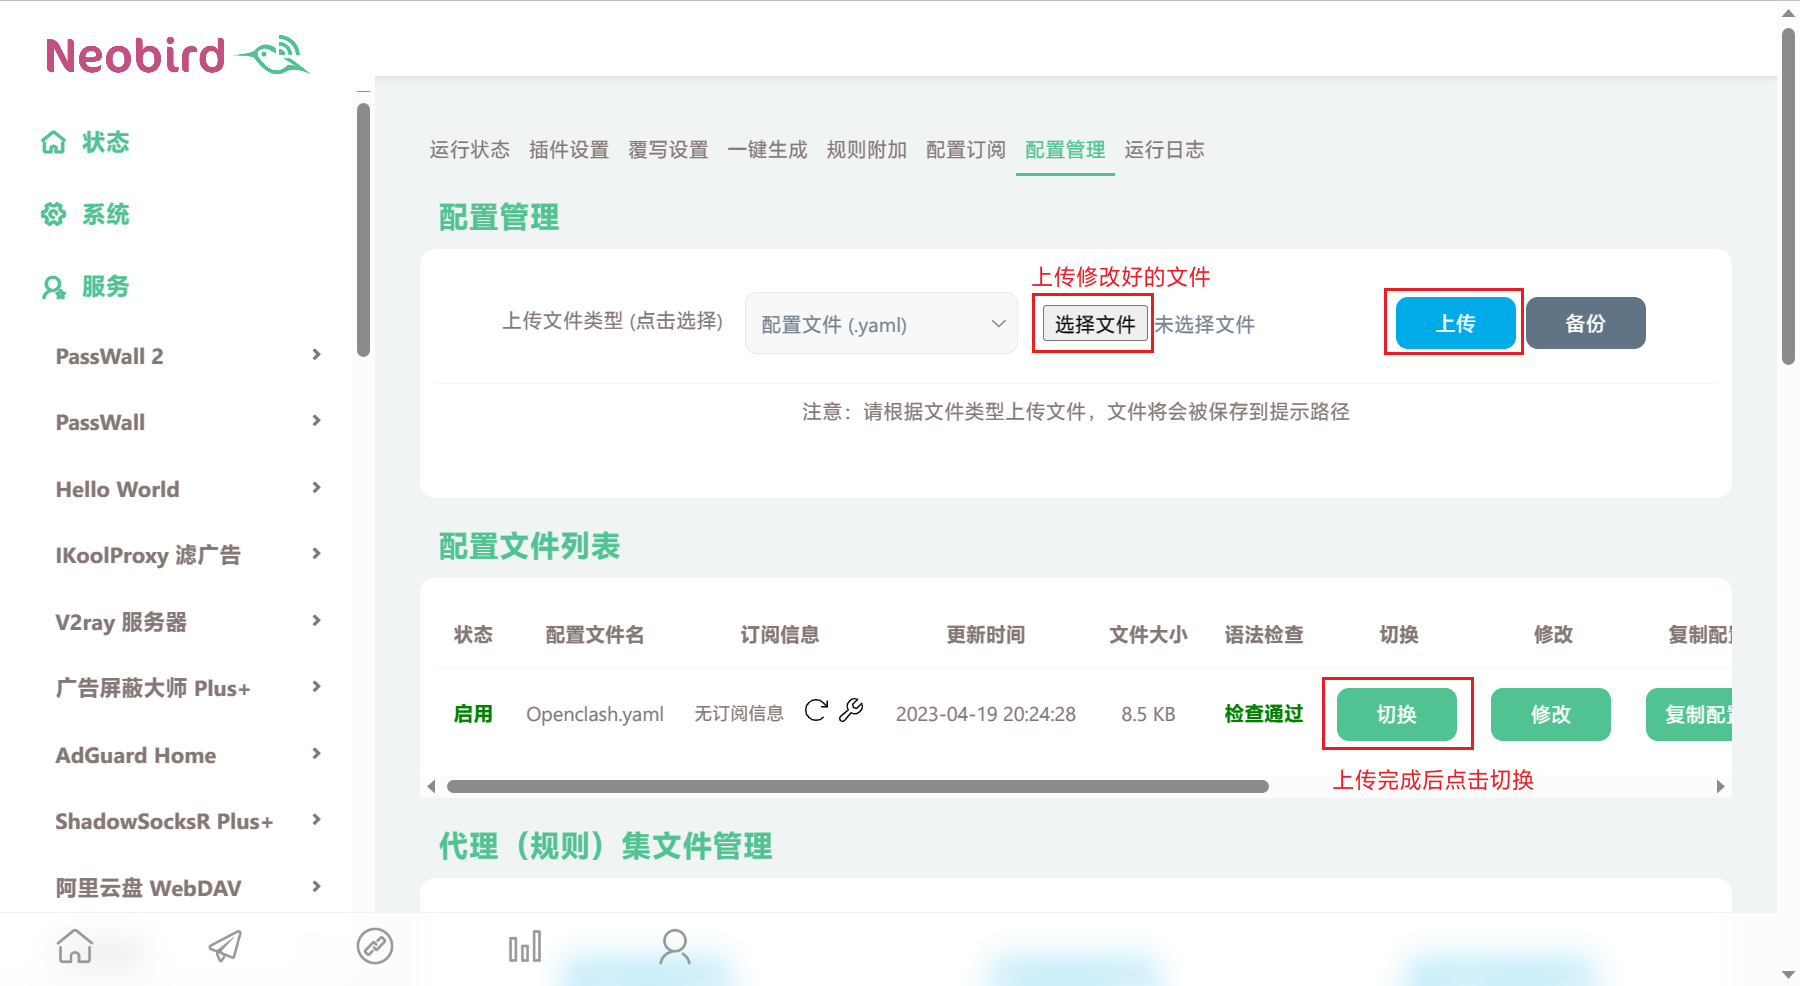 Neobird
状态
系统
服务
PassWall 2
PassWall
Hello World
IKoolProxy 滤广告
V2ray 服务器
广告屏蔽大师 Plus+
AdGuard Home
ShadowSocksR Plus+
阿里云盘 WebDAV
运行状态 插件设置 覆写设置 一键生成 规则附加 配置订阅 配置管理 运行日志
配置管理
上传修改好的文件
上传文件类型 (点击选择) 配置文件 (.yaml) 选择文件 未选择文件 上传 备份
注意：请根据文件类型上传文件，文件将会被保存到提示路径
配置文件列表
状态 配置文件名 订阅信息 更新时间 文件大小 语法检查 切换 修改 复制配
启用 Openclash.yaml 无订阅信息 2023-04-19 20:24:28 8.5 KB 检查通过 切换 修改 复制配
上传完成后点击切换
代理（规则）集文件管理